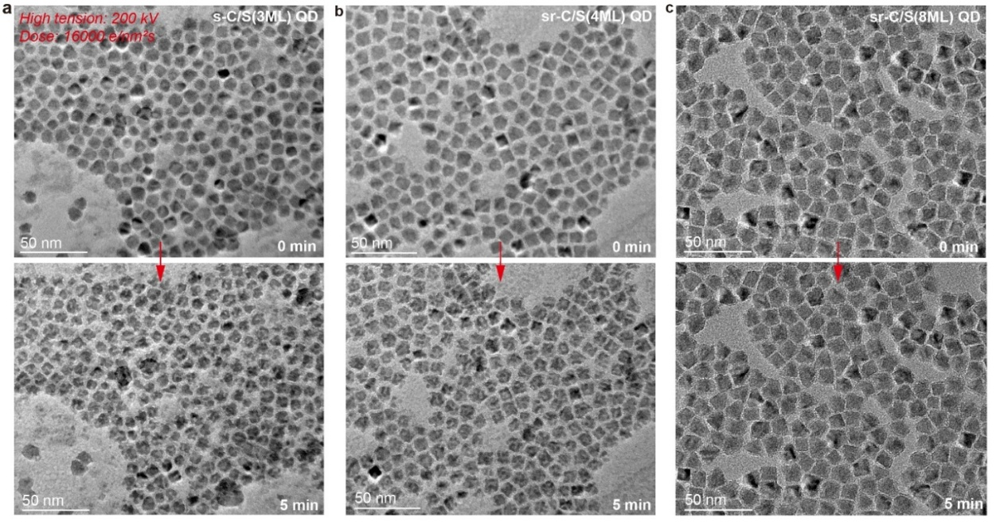 a
High tension: 200 kV
Dose: 16000 e/nm²s
s-C/S(3ML) QD
50 nm
0 min
b
sr-C/S(4ML) QD
50 nm
0 min
c
sr-C/S(8ML) QD
50 nm
0 min
50 nm
5 min
50 nm
5 min
50 nm
5 min